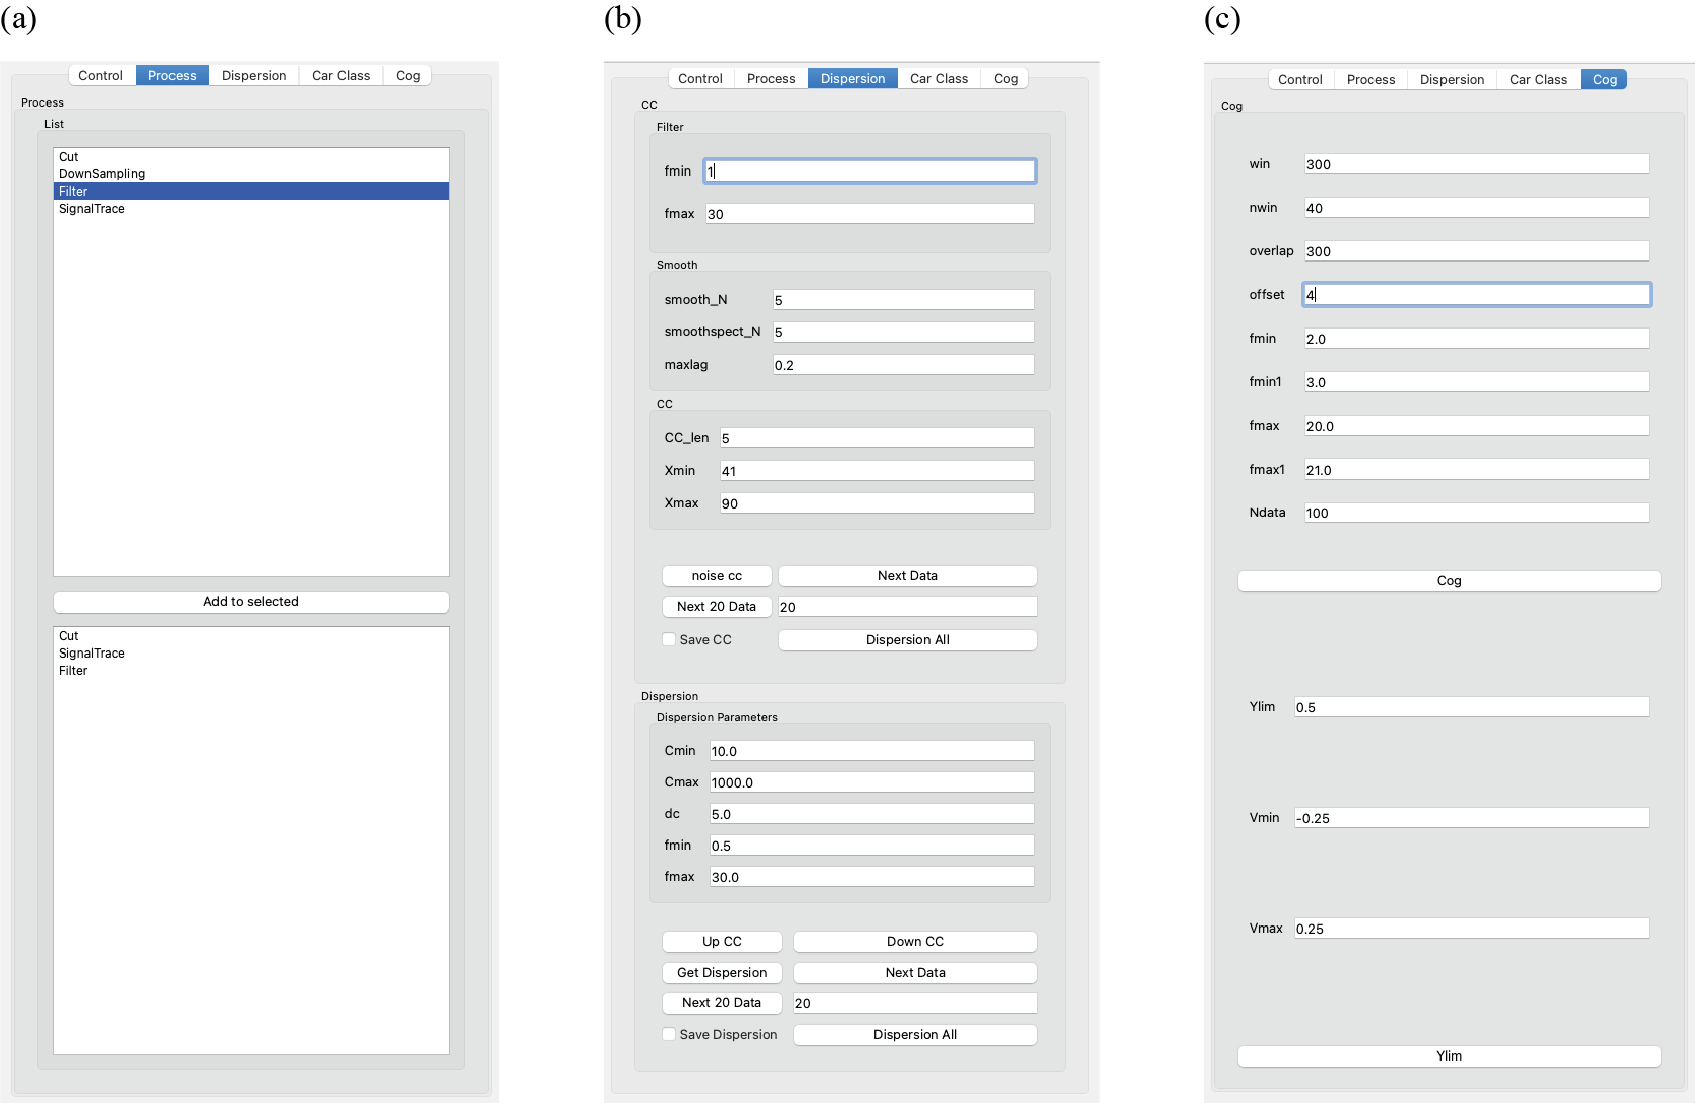 (a)
Control Process Dispersion Car Class Cog
Process
List
Cut
DownSampling
Filter
SignalTrace
Add to selected
Cut
SignalTrace
Filter
(b)
Control Process Dispersion Car Class Cog
CC
Filter
fmin 1
fmax 30
Smooth
smooth_N 5
smoothspect_N 5
maxlag 0.2
CC
CC_len 5
Xmin 41
Xmax 90
noise cc Next Data
Next 20 Data 20
Save CC Dispersion All
Dispersion
Dispersion Parameters
Cmin 10.0
Cmax 1000.0
dc 5.0
fmin 0.5
fmax 30.0
Up CC Down CC
Get Dispersion Next Data
Next 20 Data 20
Save Dispersion Dispersion All
(c)
Control Process Dispersion Car Class Cog
Cog
win 300
nwin 40
overlap 300
offset 4
fmin 2.0
fmin1 3.0
fmax 20.0
fmax1 21.0
Ndata 100
Cog
Ylim 0.5
Vmin -0.25
Vmax 0.25
Ylim